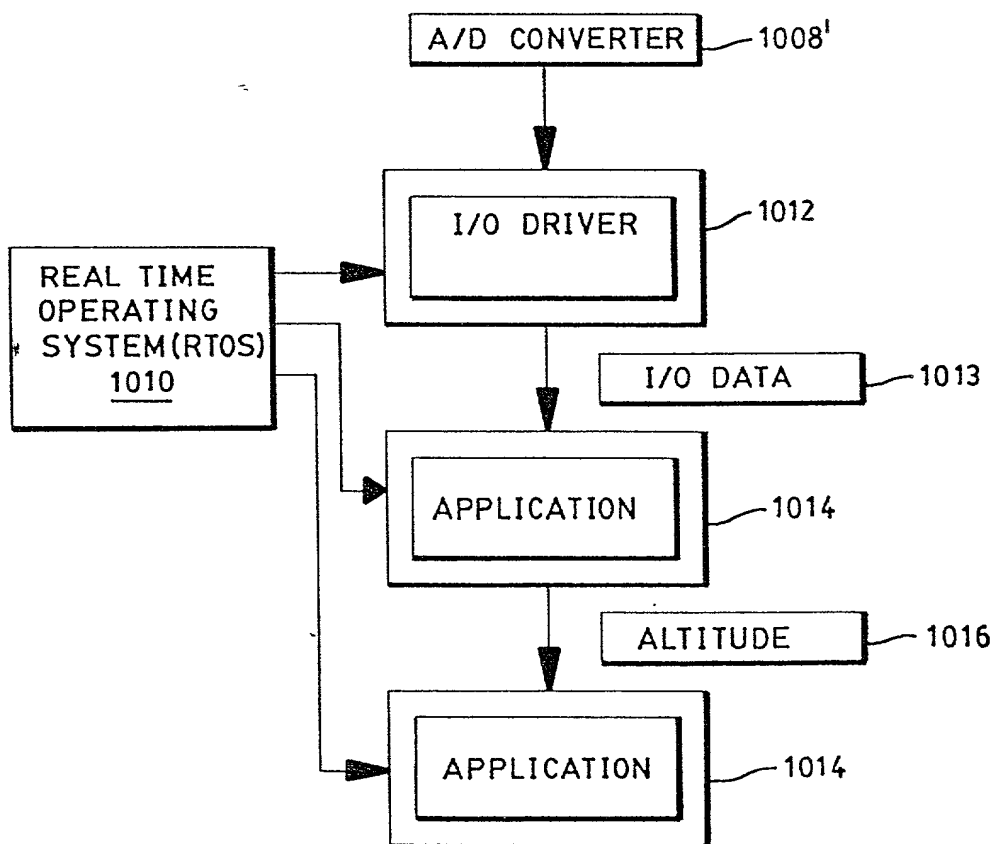 A/D CONVERTER
1008'
I/O DRIVER
1012
REAL TIME
OPERATING
SYSTEM(RTOS)
1010
I/O DATA
1013
APPLICATION
1014
ALTITUDE
1016
APPLICATION
1014